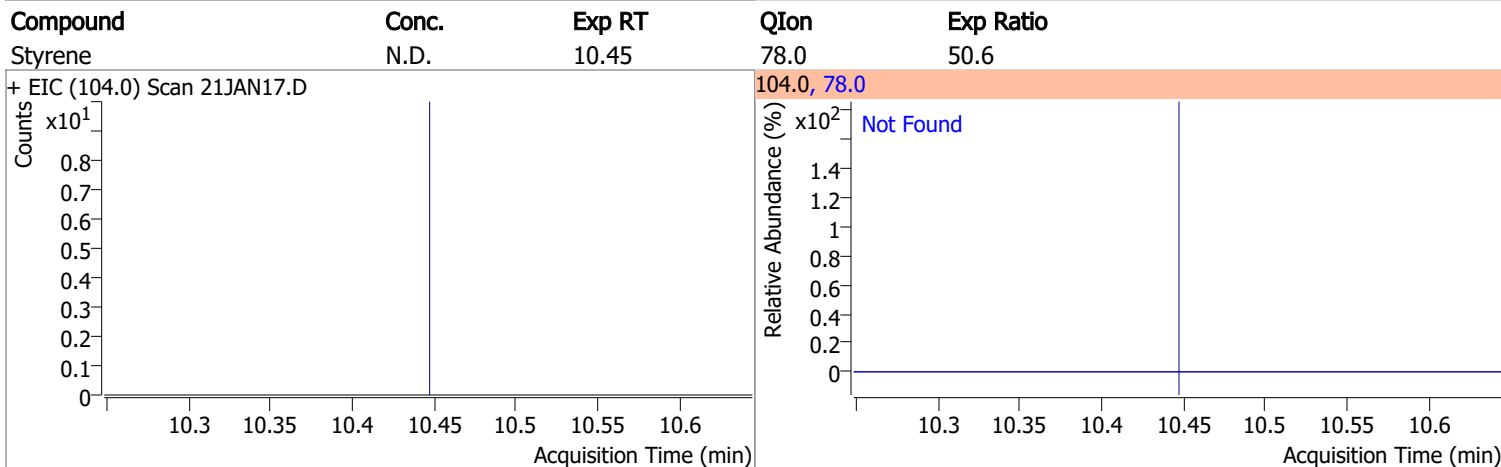 Compound Conc. Exp RT QIon Exp Ratio
Styrene N.D. 10.45 78.0 50.6
+ EIC (104.0) Scan 21JAN17.D
Counts
x10¹
0.8
0.7
0.6
0.5
0.4
0.3
0.2
0.1
0
10.3 10.35 10.4 10.45 10.5 10.55 10.6
Acquisition Time (min)
104.0, 78.0
Relative Abundance (%)
x10²
Not Found
1.4
1.2
1
0.8
0.6
0.4
0.2
0
10.3 10.35 10.4 10.45 10.5 10.55 10.6
Acquisition Time (min)